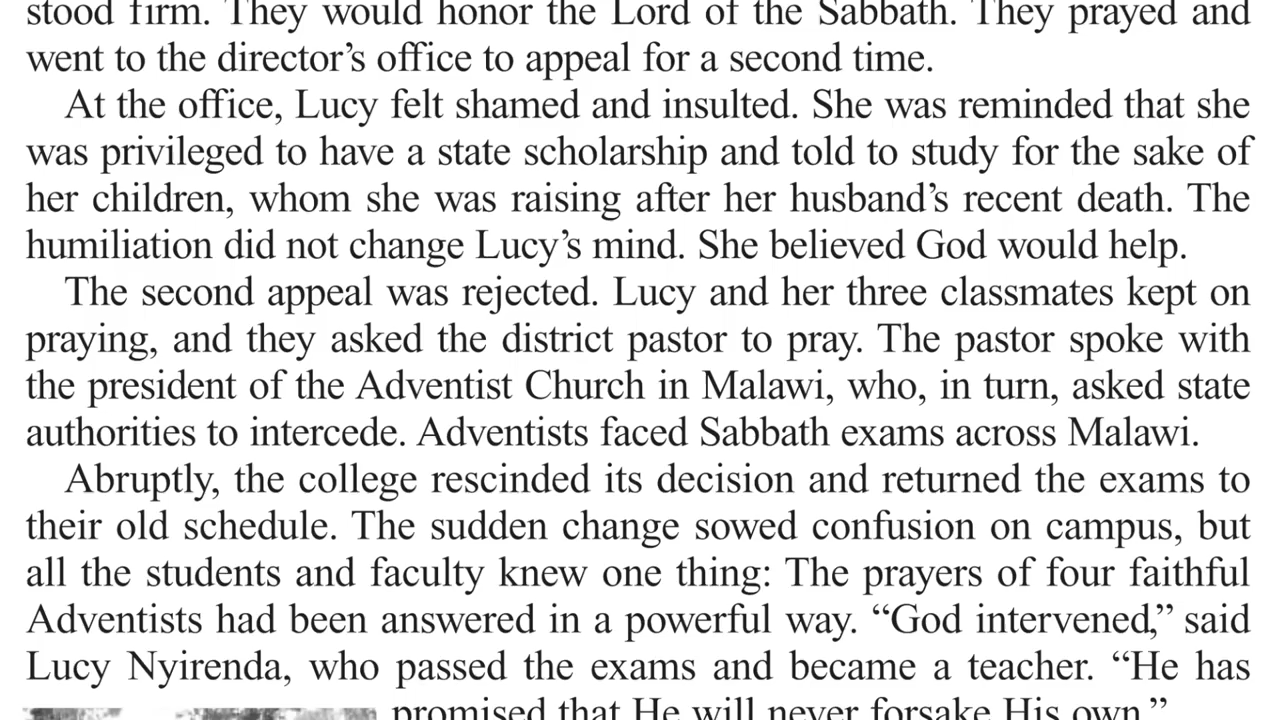 stood firm. They would honor the Lord of the Sabbath. They prayed and
went to the director’s office to appeal for a second time.
At the office, Lucy felt shamed and insulted. She was reminded that she
was privileged to have a state scholarship and told to study for the sake of
her children, whom she was raising after her husband’s recent death. The
humiliation did not change Lucy’s mind. She believed God would help.
The second appeal was rejected. Lucy and her three classmates kept on
praying, and they asked the district pastor to pray. The pastor spoke with
the president of the Adventist Church in Malawi, who, in turn, asked state
authorities to intercede. Adventists faced Sabbath exams across Malawi.
Abruptly, the college rescinded its decision and returned the exams to
their old schedule. The sudden change sowed confusion on campus, but
all the students and faculty knew one thing: The prayers of four faithful
Adventists had been answered in a powerful way. “God intervened,” said
Lucy Nyirenda, who passed the exams and became a teacher. “He has
promised that He will never forsake His own.”